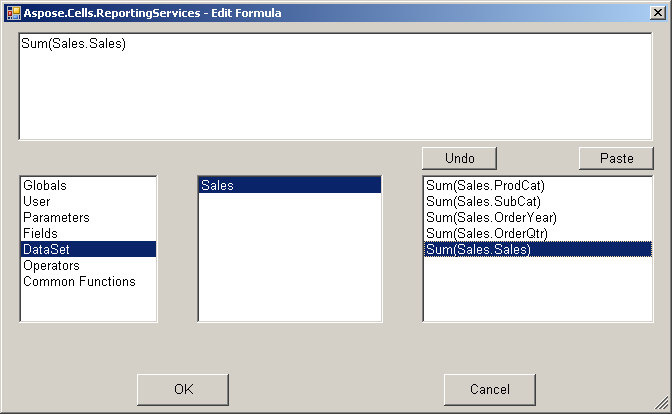 Aspose.Cells.ReportingServices - Edit Formula
Sum(Sales.Sales)
Undo
Paste
Globals
User
Parameters
Fields
DataSet
Operators
Common Functions
Sales
Sum(Sales.ProdCat)
Sum(Sales.SubCat)
Sum(Sales.OrderYear)
Sum(Sales.OrderQtr)
Sum(Sales.Sales)
OK
Cancel